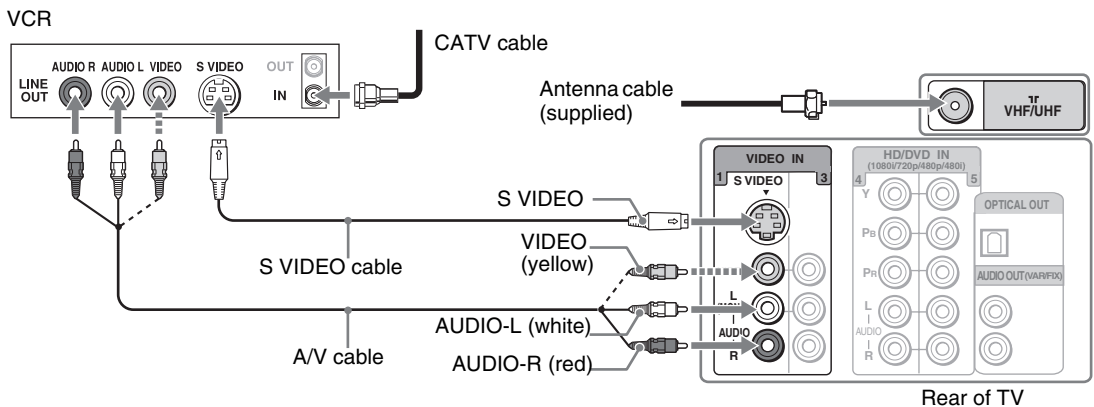 VCR
CATV cable
AUDIO R AUDIO L VIDEO S VIDEO OUT
LINE OUT
IN
Antenna cable
(supplied)
VHF/UHF
VIDEO IN
1 3
S VIDEO
HD/DVD IN
(1080i/720p/480p/480i)
4 5
Y
PB
PR
L
AUDIO
R
OPTICAL OUT
AUDIO OUT(VAR/FIX)
L
AUDIO
R
S VIDEO
VIDEO
(yellow)
S VIDEO cable
AUDIO-L (white)
A/V cable
AUDIO-R (red)
Rear of TV